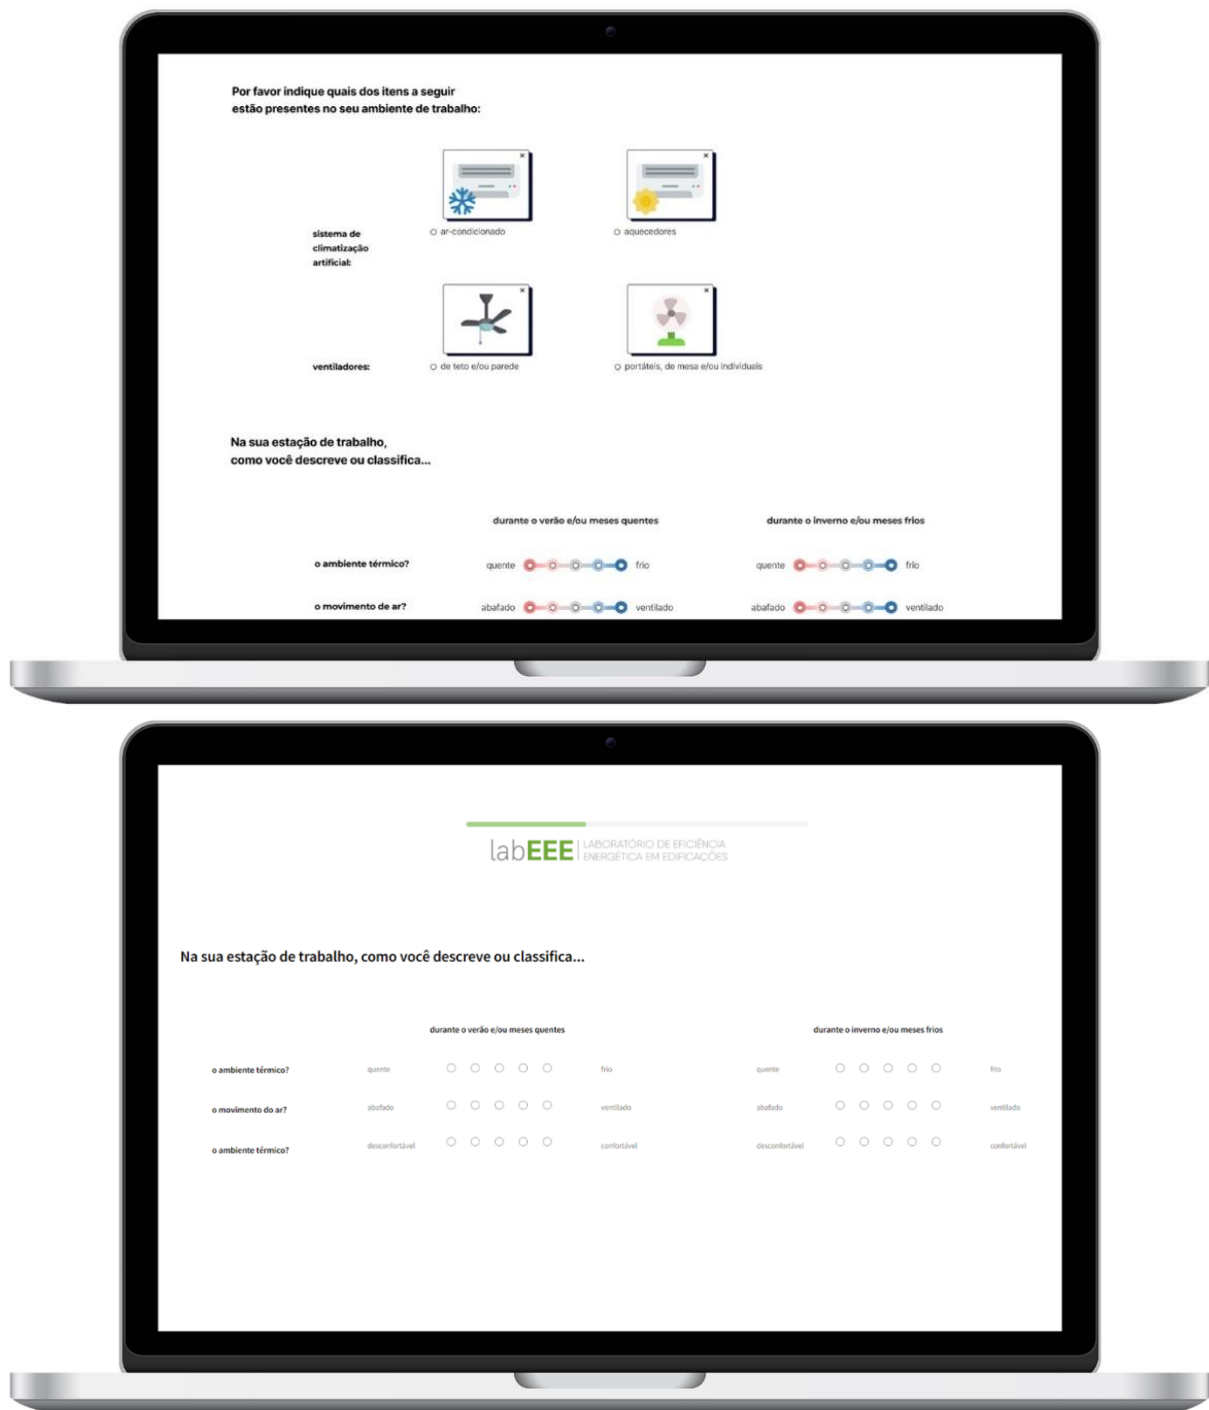 Por favor indique quais dos itens a seguir
estão presentes no seu ambiente de trabalho:
sistema de
climatização
artificial:
ar-condicionado
aquecedores
ventiladores:
de teto e/ou parede
portáteis, de mesa e/ou individuais
Na sua estação de trabalho,
como você descreve ou classifica...
durante o verão e/ou meses quentes
durante o inverno e/ou meses frios
o ambiente térmico?
quente
frio
quente
frio
o movimento de ar?
abafado
ventilado
abafado
ventilado
labEEE
LABORATÓRIO DE EFICIÊNCIA
ENERGÉTICA EM EDIFICAÇÕES
Na sua estação de trabalho, como você descreve ou classifica...
durante o verão e/ou meses quentes
durante o inverno e/ou meses frios
o ambiente térmico?
quente
frio
quente
frio
o movimento do ar?
abafado
ventilado
abafado
ventilado
o ambiente térmico?
desconfortável
confortável
desconfortável
confortável